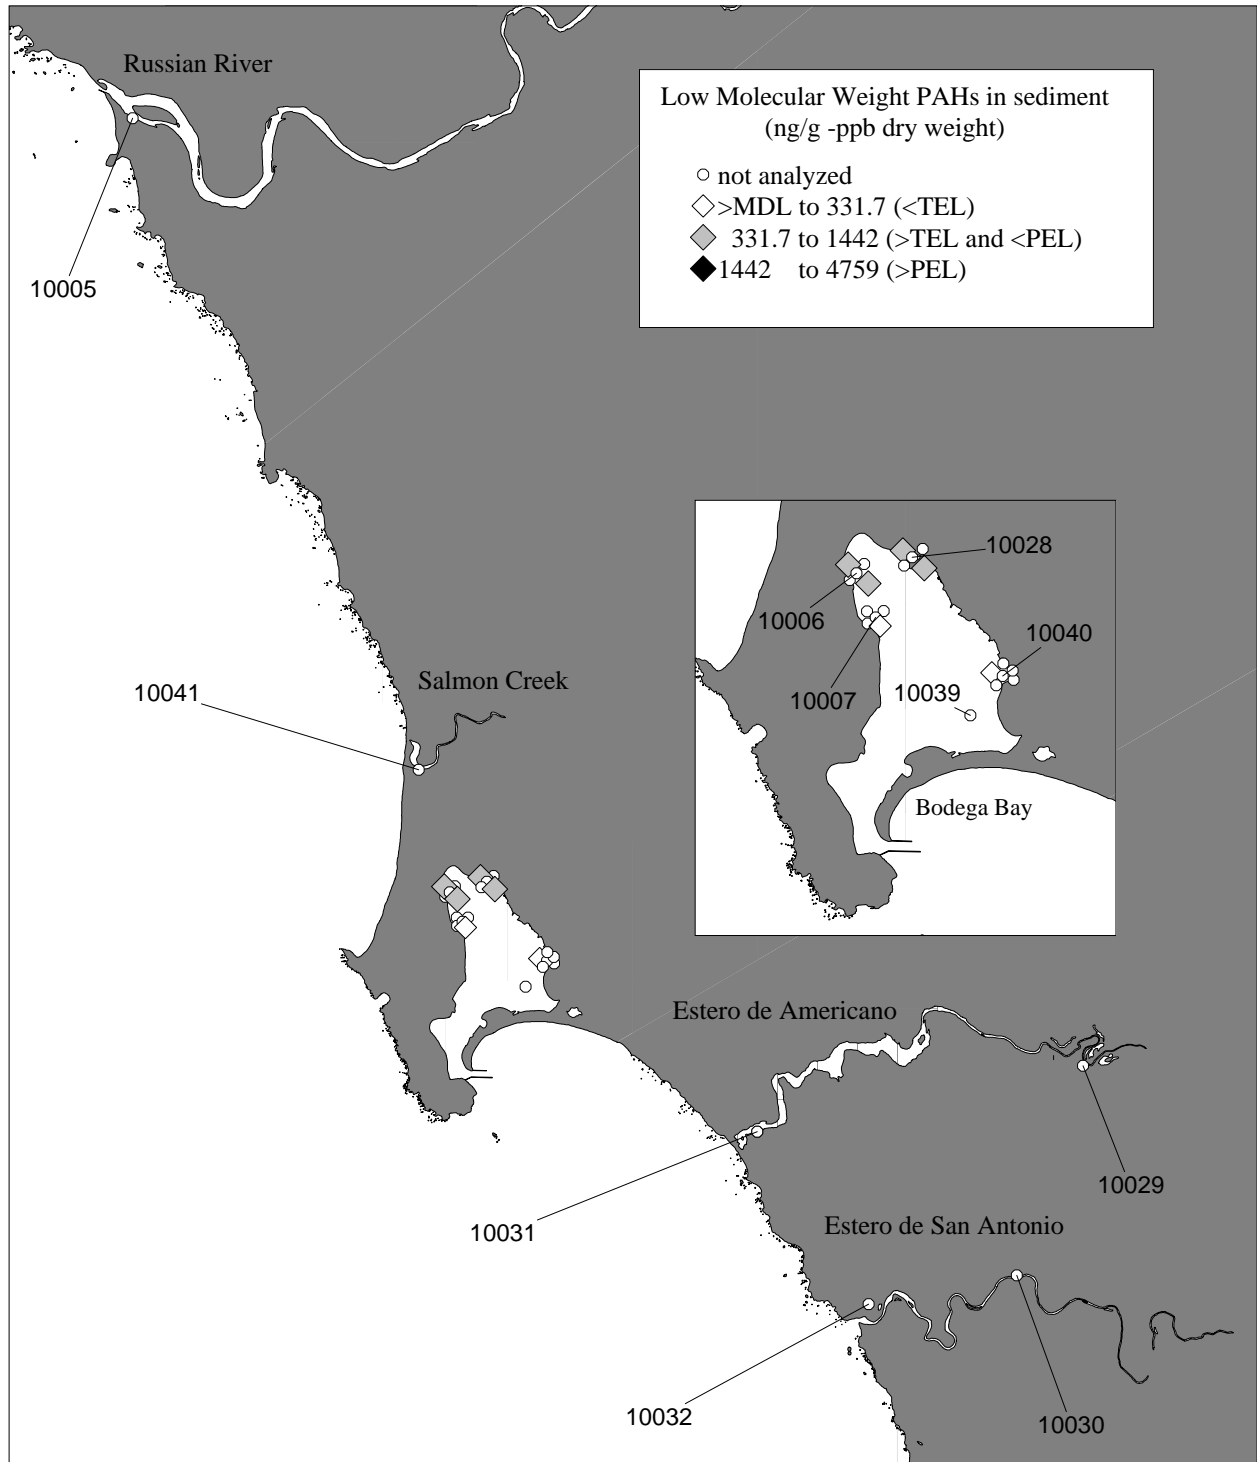 Russian River
Low Molecular Weight PAHs in sediment
(ng/g -ppb dry weight)
not analyzed
>MDL to 331.7 (<TEL)
331.7 to 1442 (>TEL and <PEL)
1442 to 4759 (>PEL)
10005
10028
10006
10040
10007
10039
Bodega Bay
Salmon Creek
10041
Estero de Americano
10029
10031
Estero de San Antonio
10032
10030